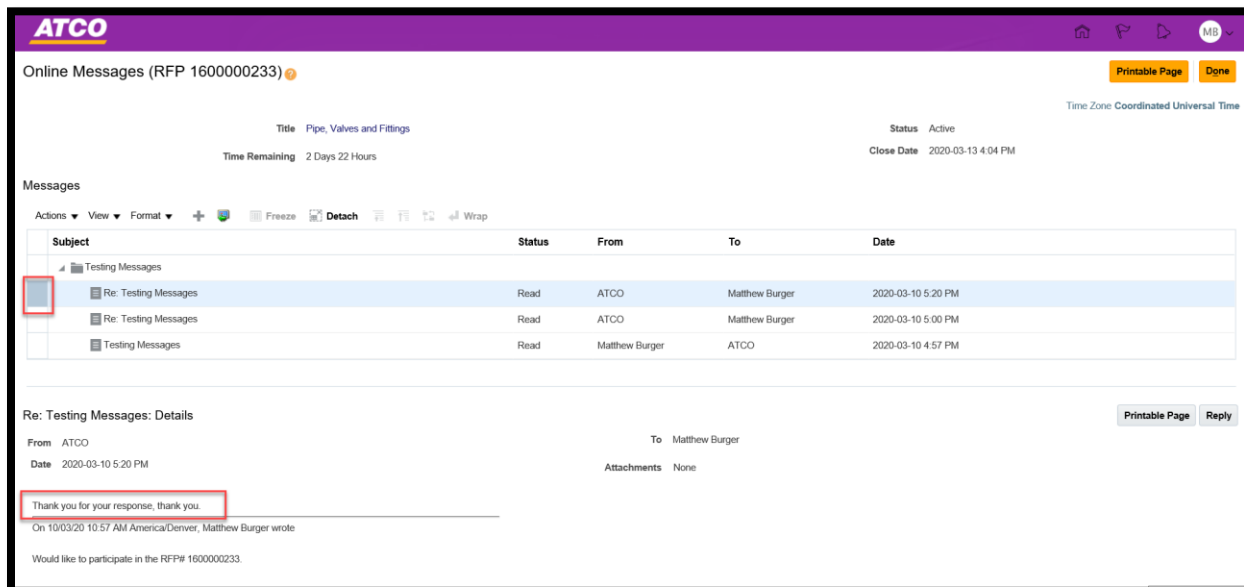 ATCO
MB
Online Messages (RFP 1600000233) ?
Printable Page Done
Time Zone Coordinated Universal Time
Title Pipe, Valves and Fittings Status Active
Time Remaining 2 Days 22 Hours Close Date 2020-03-13 4:04 PM
Messages
Actions View Format Freeze Detach Wrap
Subject Status From To Date
Testing Messages
Re: Testing Messages Read ATCO Matthew Burger 2020-03-10 5:20 PM
Re: Testing Messages Read ATCO Matthew Burger 2020-03-10 5:00 PM
Testing Messages Read Matthew Burger ATCO 2020-03-10 4:57 PM
Re: Testing Messages: Details Printable Page Reply
From ATCO To Matthew Burger
Date 2020-03-10 5:20 PM Attachments None
Thank you for your response, thank you.
On 10/03/20 10:57 AM America/Denver, Matthew Burger wrote
Would like to participate in the RFP# 1600000233.